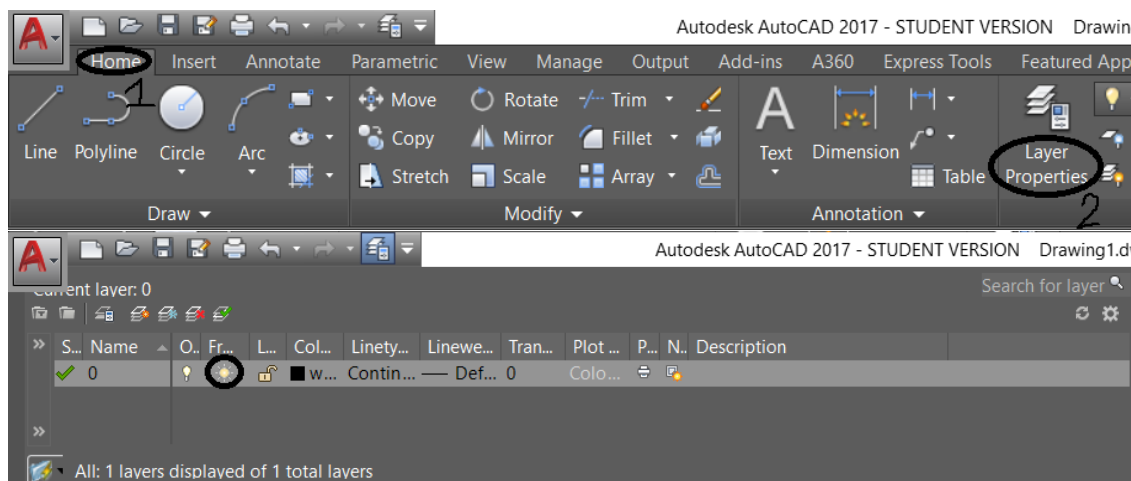 Autodesk AutoCAD 2017 - STUDENT VERSION Drawin
Home Insert Annotate Parametric View Manage Output Add-ins A360 Express Tools Featured App
1
Move Rotate Trim
Copy Mirror Fillet
Line Polyline Circle Arc Text Dimension Layer
Stretch Scale Array Table Properties
2
Draw Modify Annotation
Autodesk AutoCAD 2017 - STUDENT VERSION Drawing1.d
Current layer: 0 Search for layer
S.. Name O.. Fr... L... Col... Linety... Linewe... Tran... Plot ... P... N.. Description
0 w... Contin... Def... 0 Colo...
All: 1 layers displayed of 1 total layers